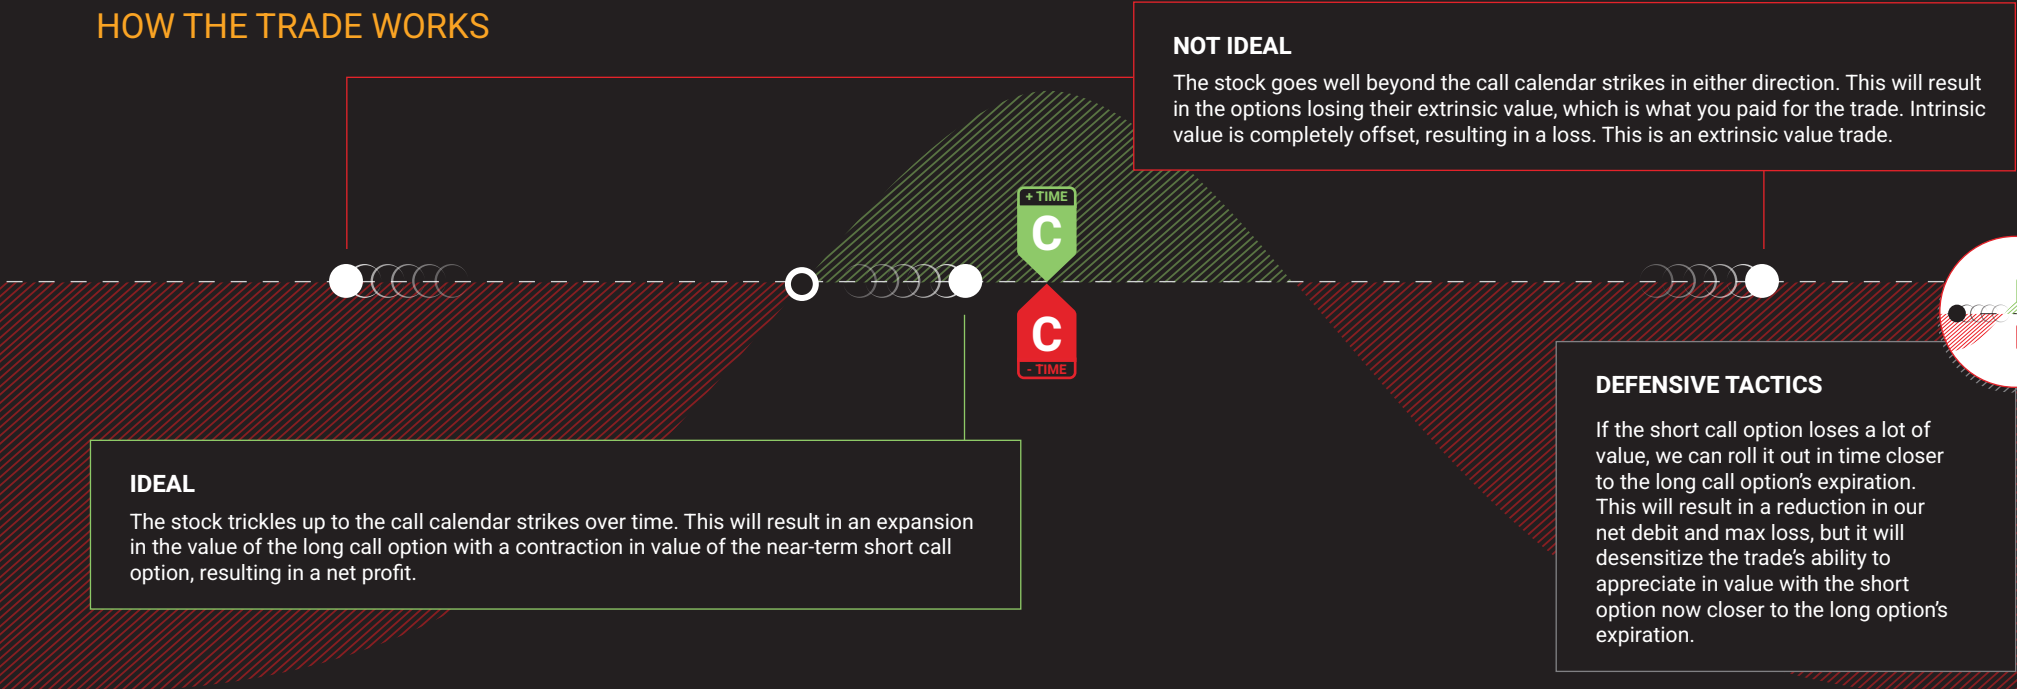 HOW THE TRADE WORKS
NOT IDEAL
The stock goes well beyond the call calendar strikes in either direction. This will result
in the options losing their extrinsic value, which is what you paid for the trade. Intrinsic
value is completely offset, resulting in a loss. This is an extrinsic value trade.
+ TIME
C
C
- TIME
IDEAL
The stock trickles up to the call calendar strikes over time. This will result in an expansion
in the value of the long call option with a contraction in value of the near-term short call
option, resulting in a net profit.
DEFENSIVE TACTICS
If the short call option loses a lot of
value, we can roll it out in time closer
to the long call option's expiration.
This will result in a reduction in our
net debit and max loss, but it will
desensitize the trade's ability to
appreciate in value with the short
option now closer to the long option's
expiration.